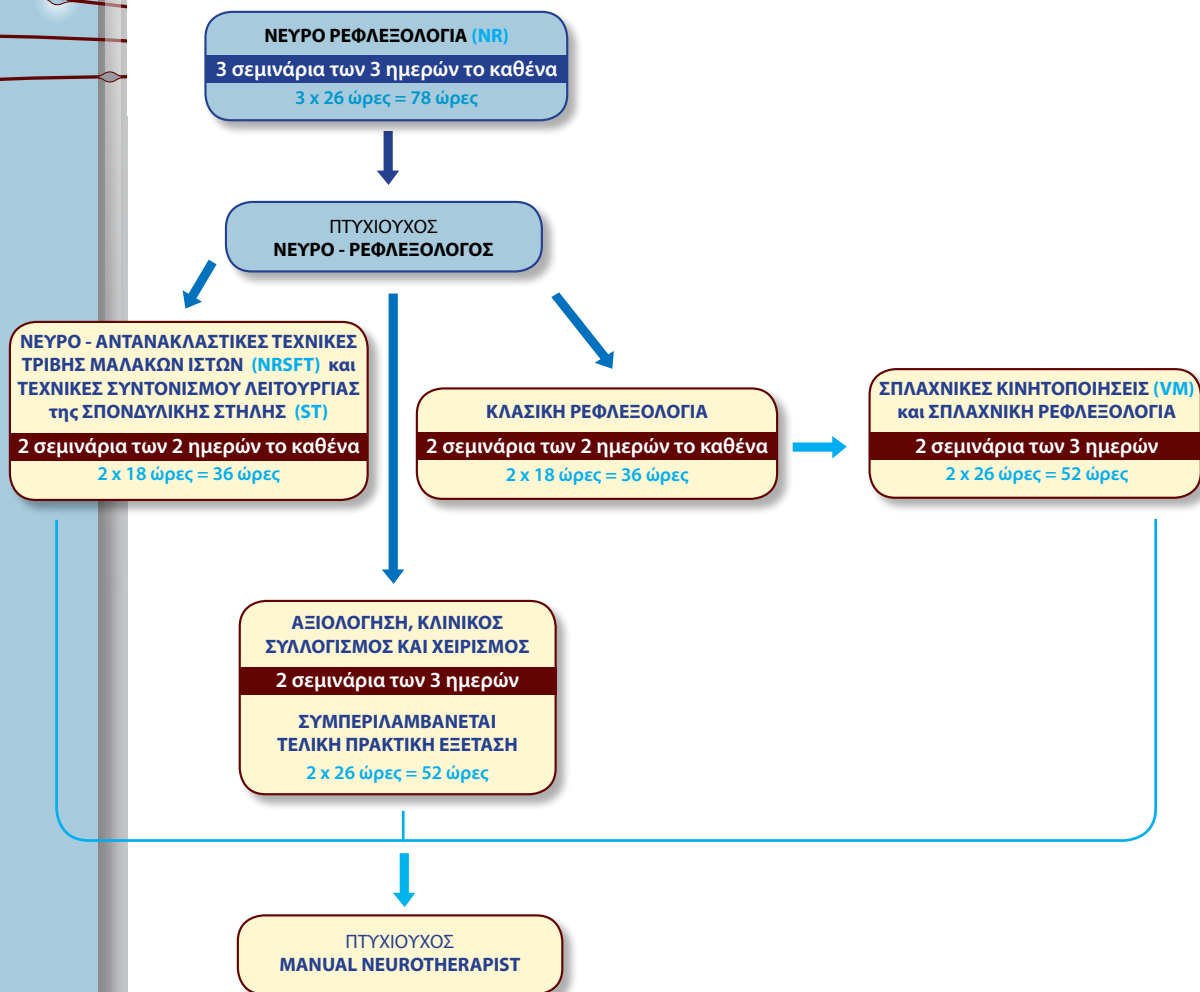 ΝΕΥΡΟ ΡΕΦΛΕΞΟΛΟΓΙΑ (NR)
3 σεμινάρια των 3 ημερών το καθένα
3 x 26 ώρες = 78 ώρες
ΠΤΥΧΙΟΥΧΟΣ
ΝΕΥΡΟ - ΡΕΦΛΕΞΟΛΟΓΟΣ
ΝΕΥΡΟ - ΑΝΤΑΝΑΚΛΑΣΤΙΚΕΣ ΤΕΧΝΙΚΕΣ
ΤΡΙΒΗΣ ΜΑΛΑΚΩΝ ΙΣΤΩΝ (NRSFT) και
ΤΕΧΝΙΚΕΣ ΣΥΝΤΟΝΙΣΜΟΥ ΛΕΙΤΟΥΡΓΙΑΣ
της ΣΠΟΝΔΥΛΙΚΗΣ ΣΤΗΛΗΣ (ST)
2 σεμινάρια των 2 ημερών το καθένα
2 x 18 ώρες = 36 ώρες
ΚΛΑΣΙΚΗ ΡΕΦΛΕΞΟΛΟΓΙΑ
2 σεμινάρια των 2 ημερών το καθένα
2 x 18 ώρες = 36 ώρες
ΣΠΛΑΧΝΙΚΕΣ ΚΙΝΗΤΟΠΟΙΗΣΕΙΣ (VM)
και ΣΠΛΑΧΝΙΚΗ ΡΕΦΛΕΞΟΛΟΓΙΑ
2 σεμινάρια των 3 ημερών
2 x 26 ώρες = 52 ώρες
ΑΞΙΟΛΟΓΗΣΗ, ΚΛΙΝΙΚΟΣ
ΣΥΛΛΟΓΙΣΜΟΣ ΚΑΙ ΧΕΙΡΙΣΜΟΣ
2 σεμινάρια των 3 ημερών
ΣΥΜΠΕΡΙΛΑΜΒΑΝΕΤΑΙ
ΤΕΛΙΚΗ ΠΡΑΚΤΙΚΗ ΕΞΕΤΑΣΗ
2 x 26 ώρες = 52 ώρες
ΠΤΥΧΙΟΥΧΟΣ
MANUAL NEUROTHERAPIST